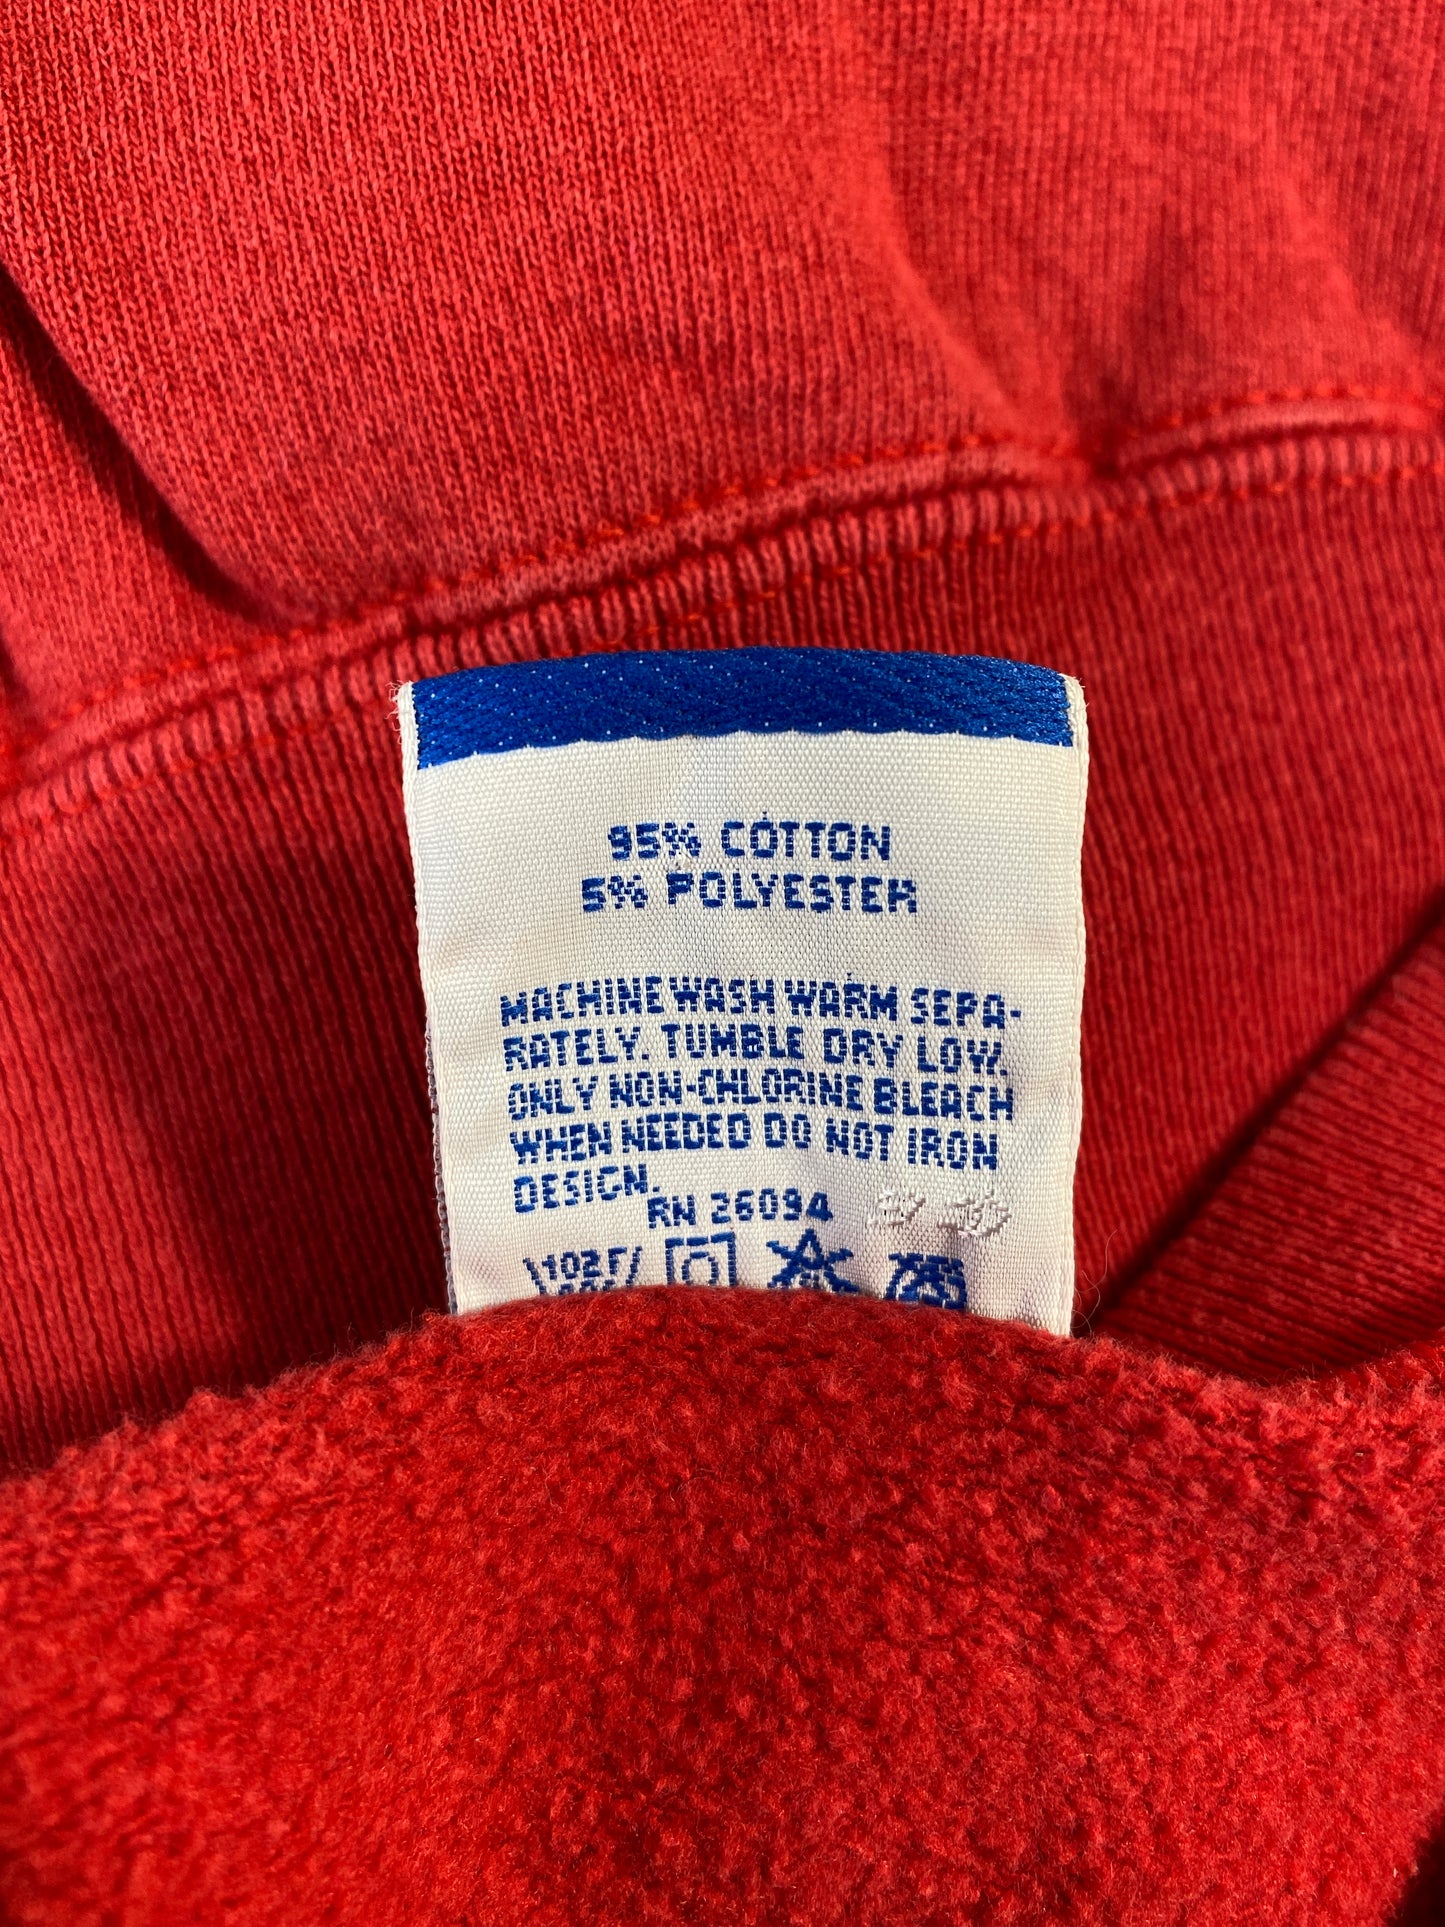 95% COTTON
5% POLYESTER
MACHINE WASH WARM SEPA-
RATELY. TUMBLE DRY LOW.
ONLY NON-CHLORINE BLEACH
WHEN NEEDED DO NOT IRON
DESIGN.
RN 26094
102F